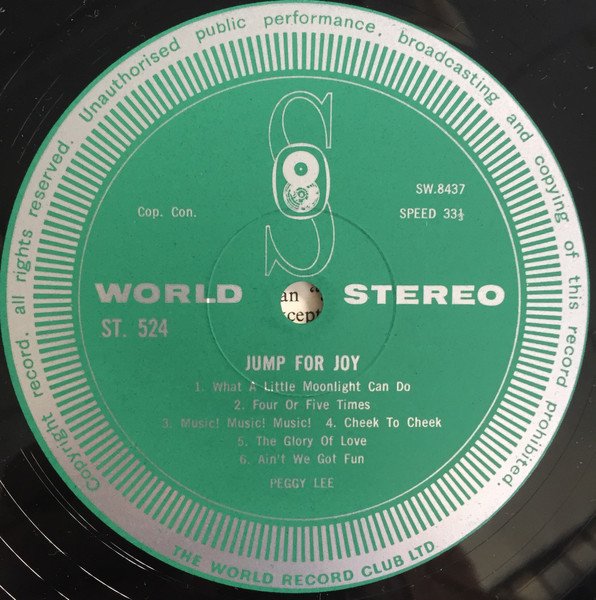 Copyright record. all rights reserved. Unauthorised public performance, broadcasting and copying of this record prohibited.
S
SW.8437
Cop. Con.
SPEED 33⅓
WORLD STEREO
ST. 524
an
cept
JUMP FOR JOY
1. What A Little Moonlight Can Do
2. Four Or Five Times
3. Music! Music! Music! 4. Cheek To Cheek
5. The Glory Of Love
6. Ain't We Got Fun
PEGGY LEE
THE WORLD RECORD CLUB LTD